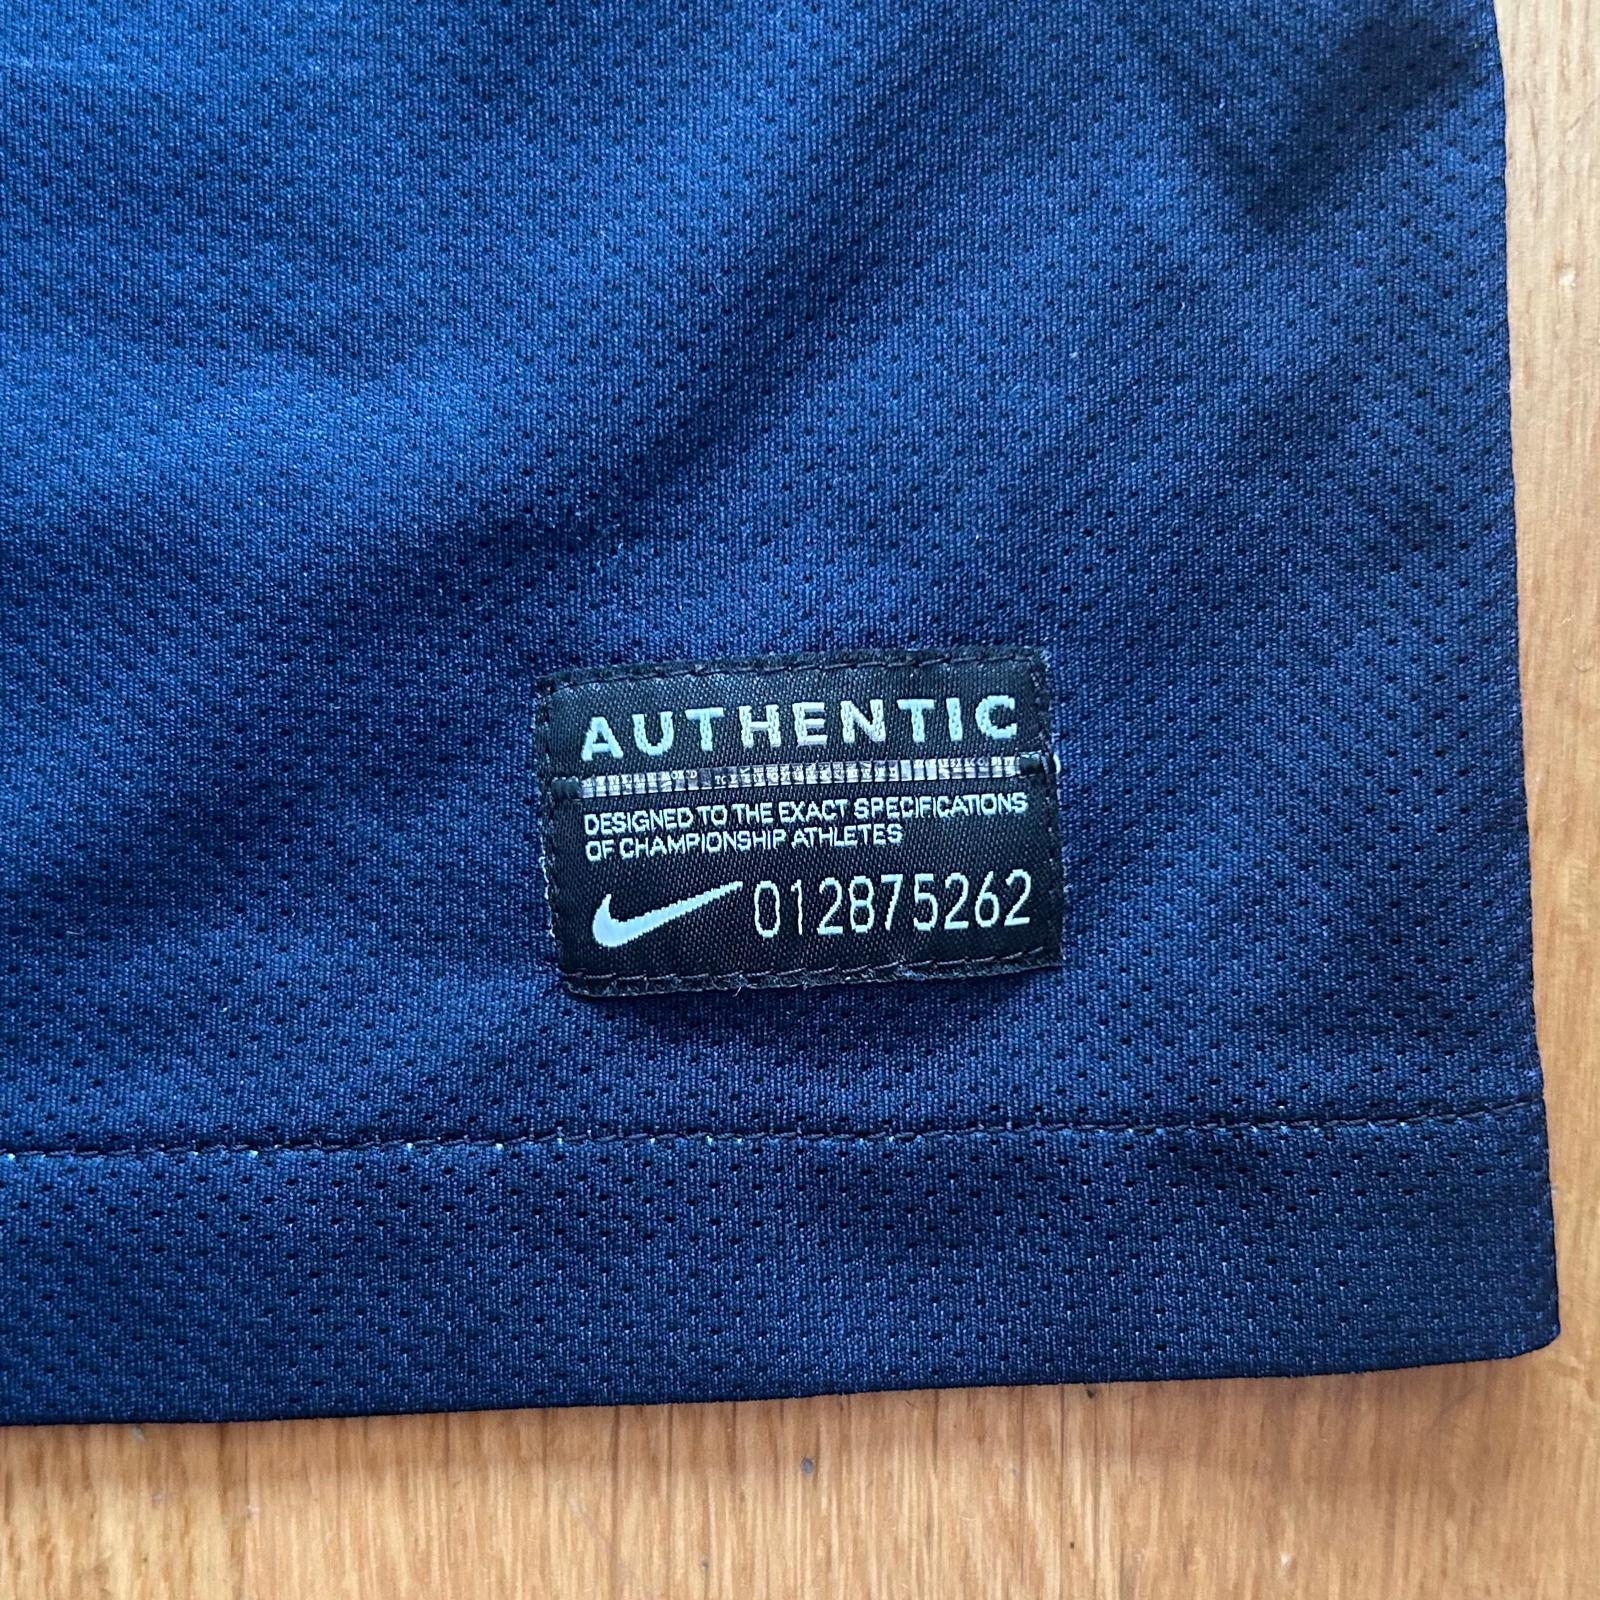 AUTHENTIC
DESIGNED TO THE EXACT SPECIFICATIONS
OF CHAMPIONSHIP ATHLETES
012875262